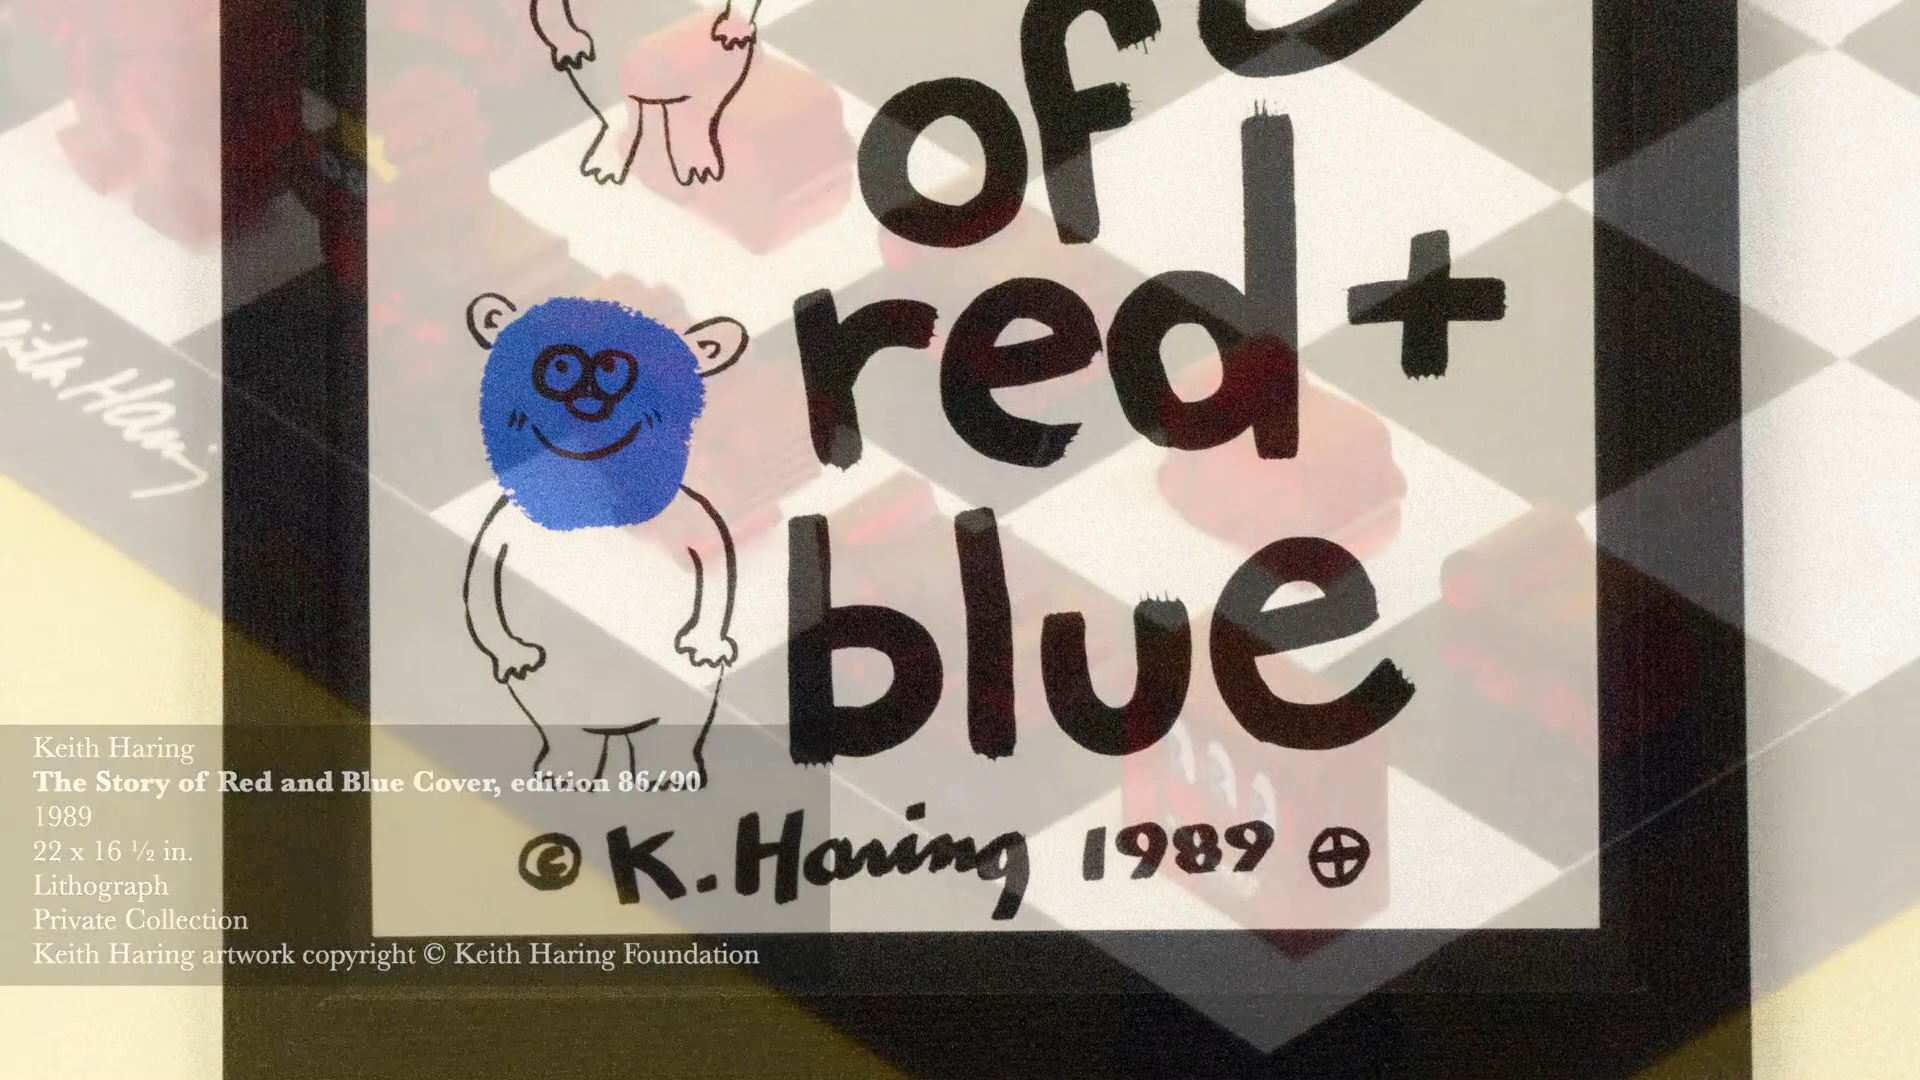 of
red +
blue
© K. Haring 1989 ⊕
Keith Haring
Keith Haring
The Story of Red and Blue Cover, edition 86/90
1989
22 x 16 ½ in.
Lithograph
Private Collection
Keith Haring artwork copyright © Keith Haring Foundation